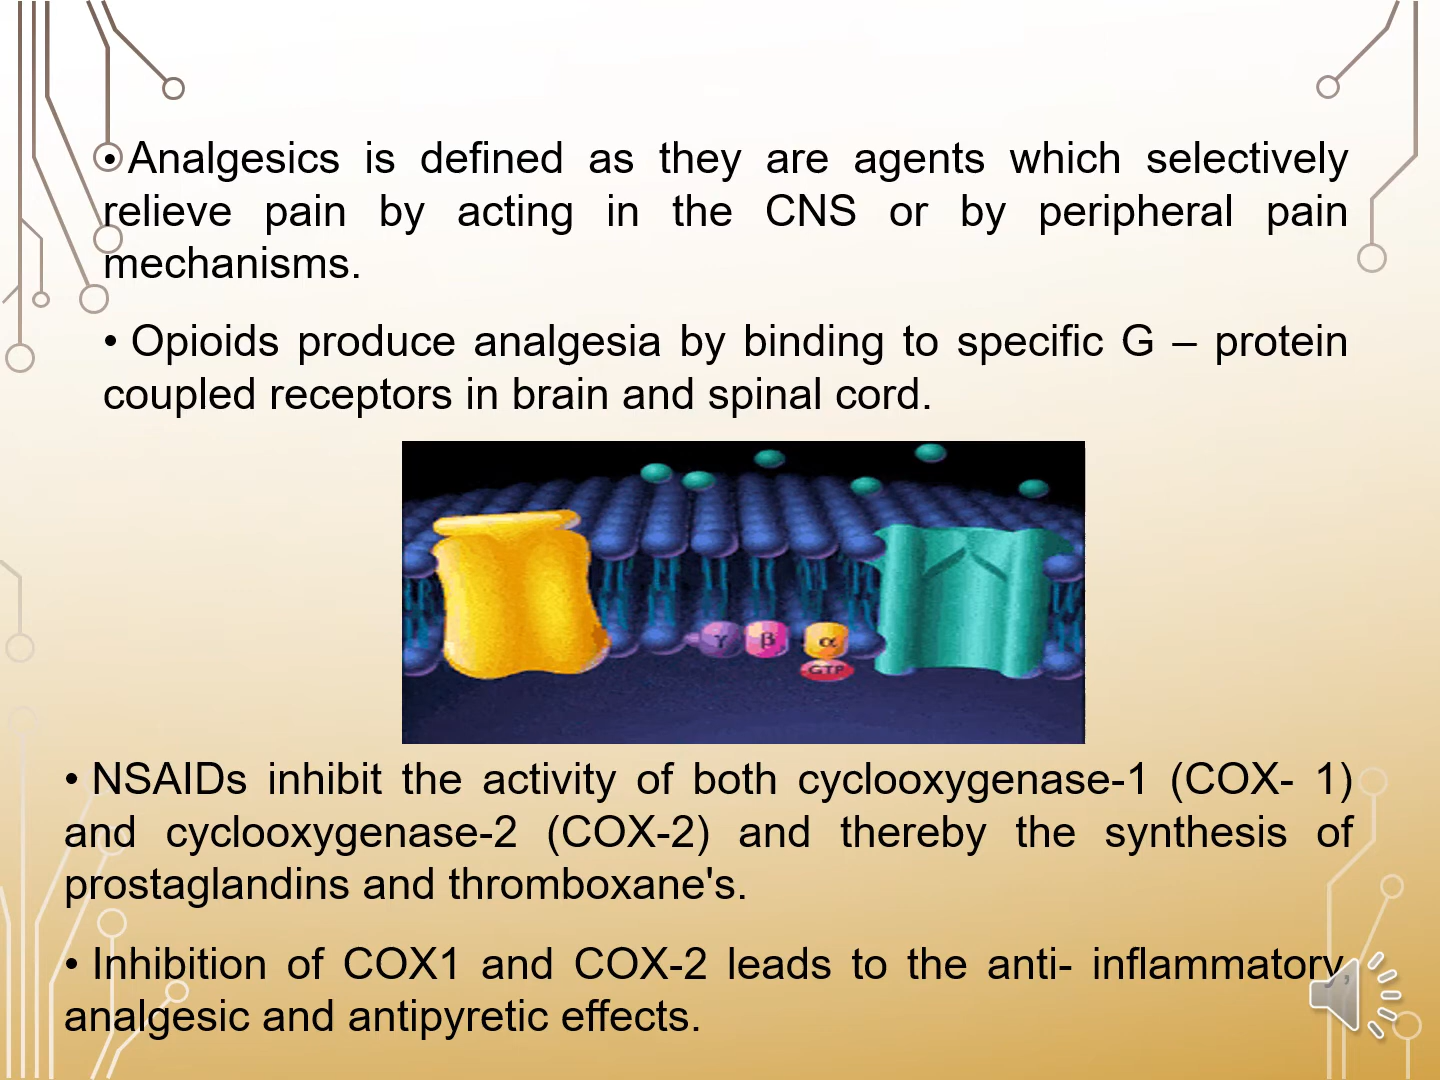 • Analgesics is defined as they are agents which selectively
relieve pain by acting in the CNS or by peripheral pain
mechanisms.
• Opioids produce analgesia by binding to specific G – protein
coupled receptors in brain and spinal cord.
γ β α
GTP
• NSAIDs inhibit the activity of both cyclooxygenase-1 (COX- 1)
and cyclooxygenase-2 (COX-2) and thereby the synthesis of
prostaglandins and thromboxane's.
• Inhibition of COX1 and COX-2 leads to the anti- inflammatory,
analgesic and antipyretic effects.